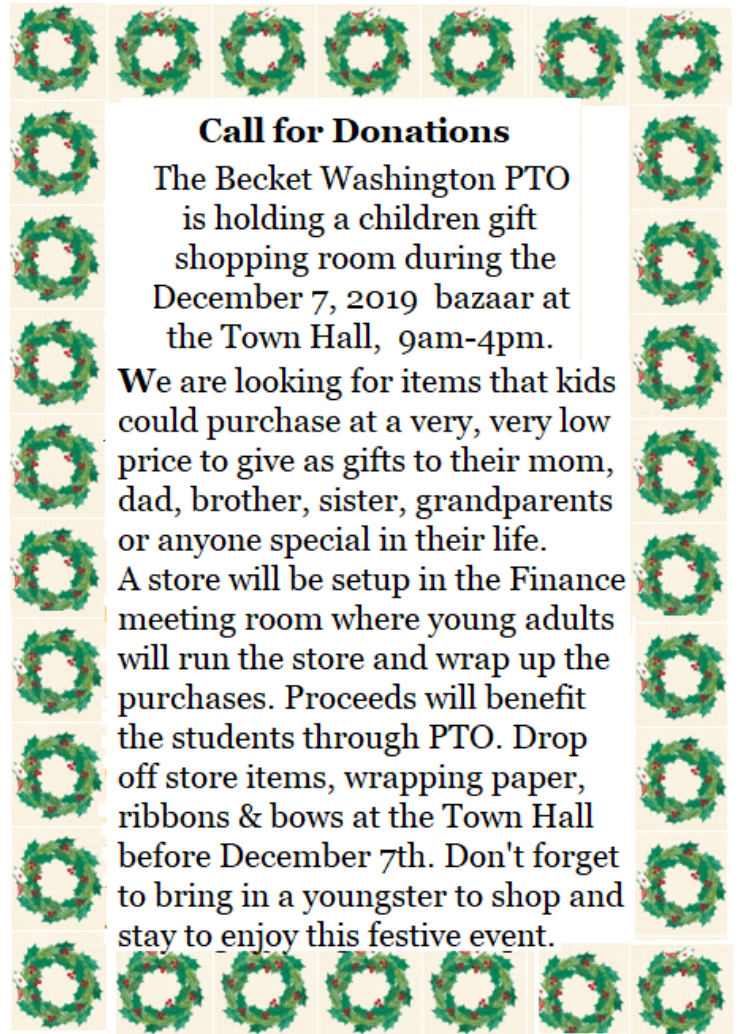 Call for Donations
The Becket Washington PTO
is holding a children gift
shopping room during the
December 7, 2019 bazaar at
the Town Hall, 9am-4pm.
We are looking for items that kids
could purchase at a very, very low
price to give as gifts to their mom,
dad, brother, sister, grandparents
or anyone special in their life.
A store will be setup in the Finance
meeting room where young adults
will run the store and wrap up the
purchases. Proceeds will benefit
the students through PTO. Drop
off store items, wrapping paper,
ribbons & bows at the Town Hall
before December 7th. Don't forget
to bring in a youngster to shop and
stay to enjoy this festive event.